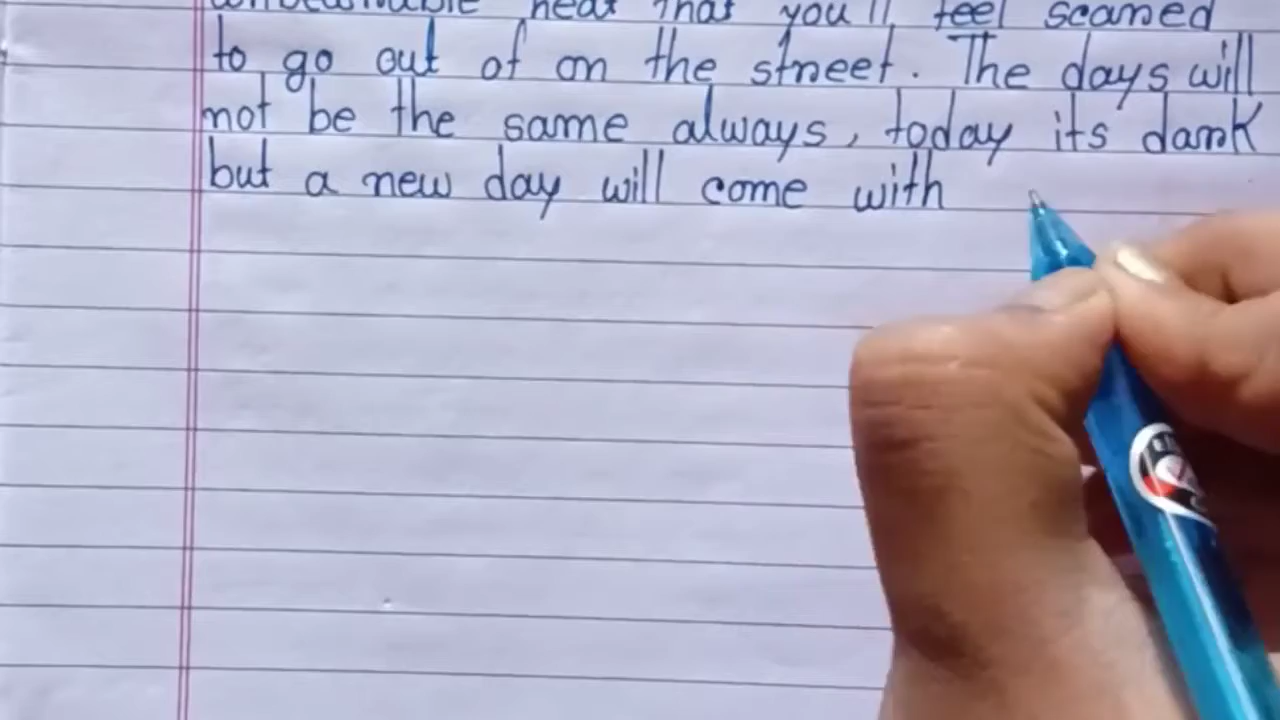 unbearable heat that you'll feel scared
to go out of on the street. The days will
not be the same always, today its dark
but a new day will come with